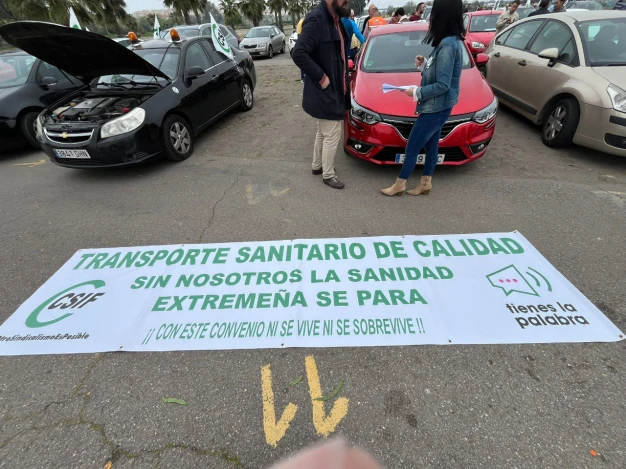 TRANSPORTE SANITARIO DE CALIDAD
SIN NOSOTROS LA SANIDAD
EXTREMEÑA SE PARA
¡¡ CON ESTE CONVENIO NI SE VIVE NI SE SOBREVIVE !!
CSIF
tienes la
palabra